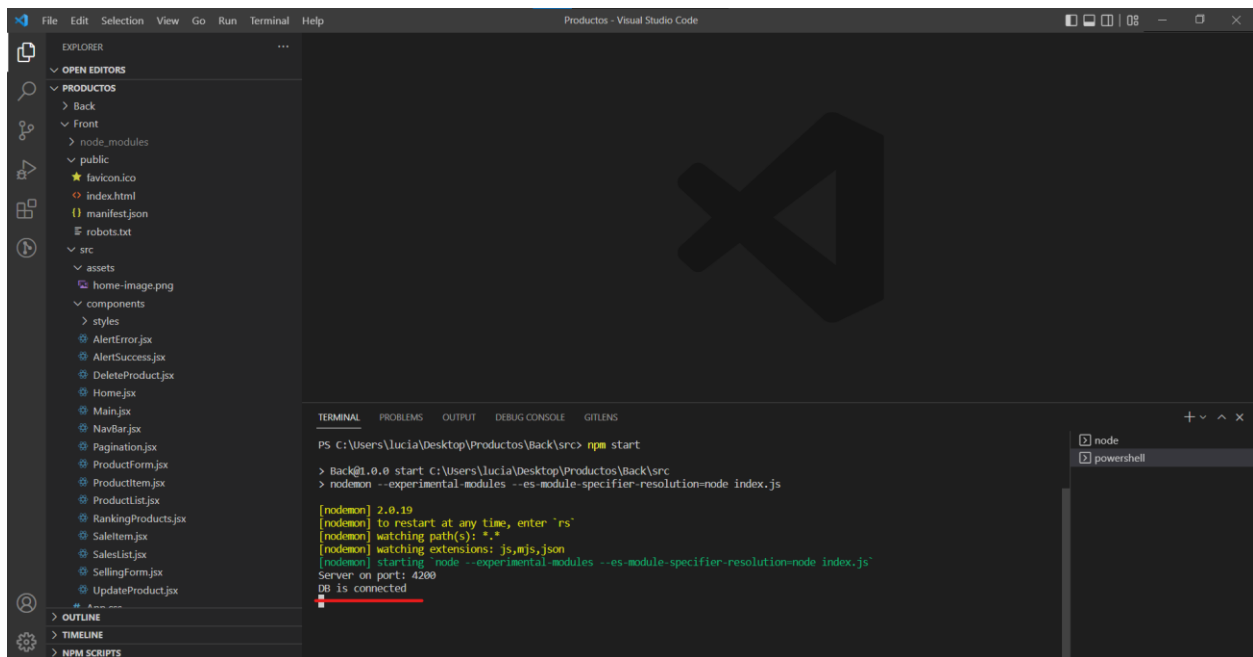 File Edit Selection View Go Run Terminal Help
Productos - Visual Studio Code
EXPLORER
OPEN EDITORS
PRODUCTOS
Back
Front
node_modules
public
favicon.ico
index.html
manifest.json
robots.txt
src
assets
home-image.png
components
styles
AlertError.jsx
AlertSuccess.jsx
DeleteProduct.jsx
Home.jsx
Main.jsx
NavBar.jsx
Pagination.jsx
ProductForm.jsx
ProductItem.jsx
ProductList.jsx
RankingProducts.jsx
SaleItem.jsx
SalesList.jsx
SellingForm.jsx
UpdateProduct.jsx
OUTLINE
TIMELINE
NPM SCRIPTS
TERMINAL PROBLEMS OUTPUT DEBUG CONSOLE GITLENS
PS C:\Users\lucia\Desktop\Productos\Back\src> npm start
> Back@1.0.0 start C:\Users\lucia\Desktop\Productos\Back\src
> nodemon --experimental-modules --es-module-specifier-resolution=node index.js
[nodemon] 2.0.19
[nodemon] to restart at any time, enter `rs`
[nodemon] watching path(s): *.*
[nodemon] watching extensions: js,mjs,json
[nodemon] starting `node --experimental-modules --es-module-specifier-resolution=node index.js`
Server on port: 4200
DB is connected
node
powershell